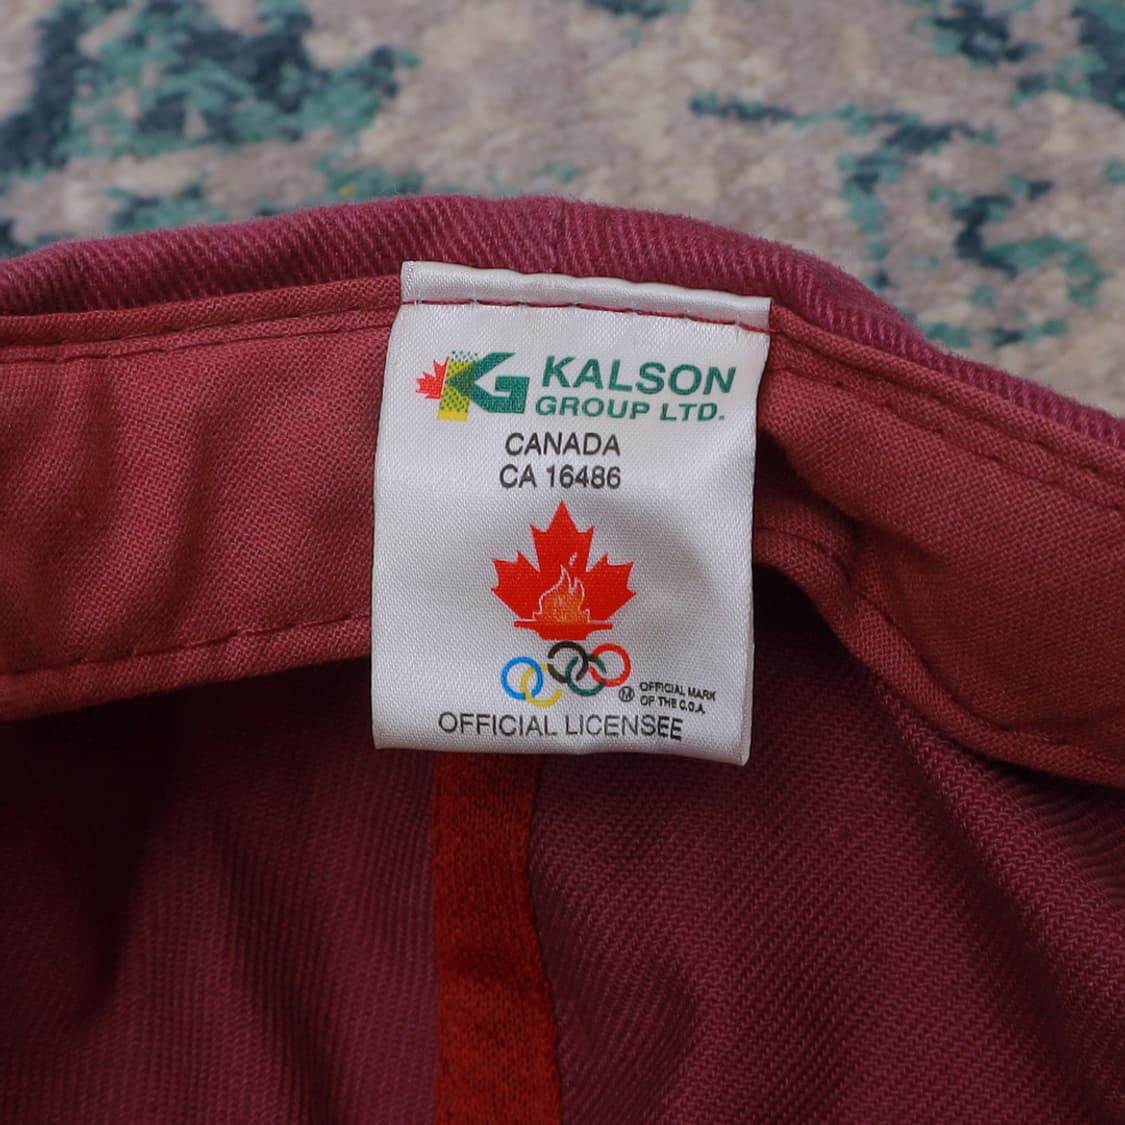 KG KALSON
GROUP LTD.
CANADA
CA 16486
M OFFICIAL MARK
OF THE C.O.A.
OFFICIAL LICENSEE